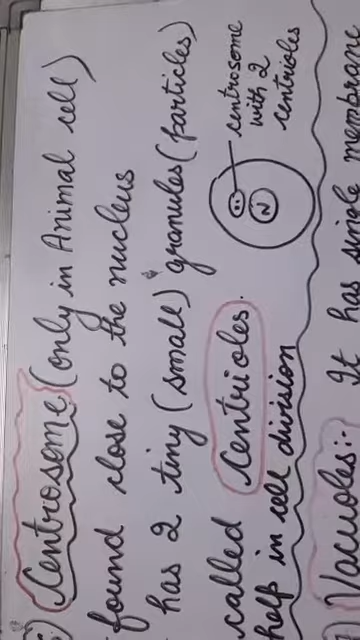 Centrosome (only in Animal cell)
found close to the nucleus
has 2 tiny (small) granules (particles)
called Centrioles.
help in cell division
centrosome
with 2
centrioles
N
Vacuoles:- It has single membrane